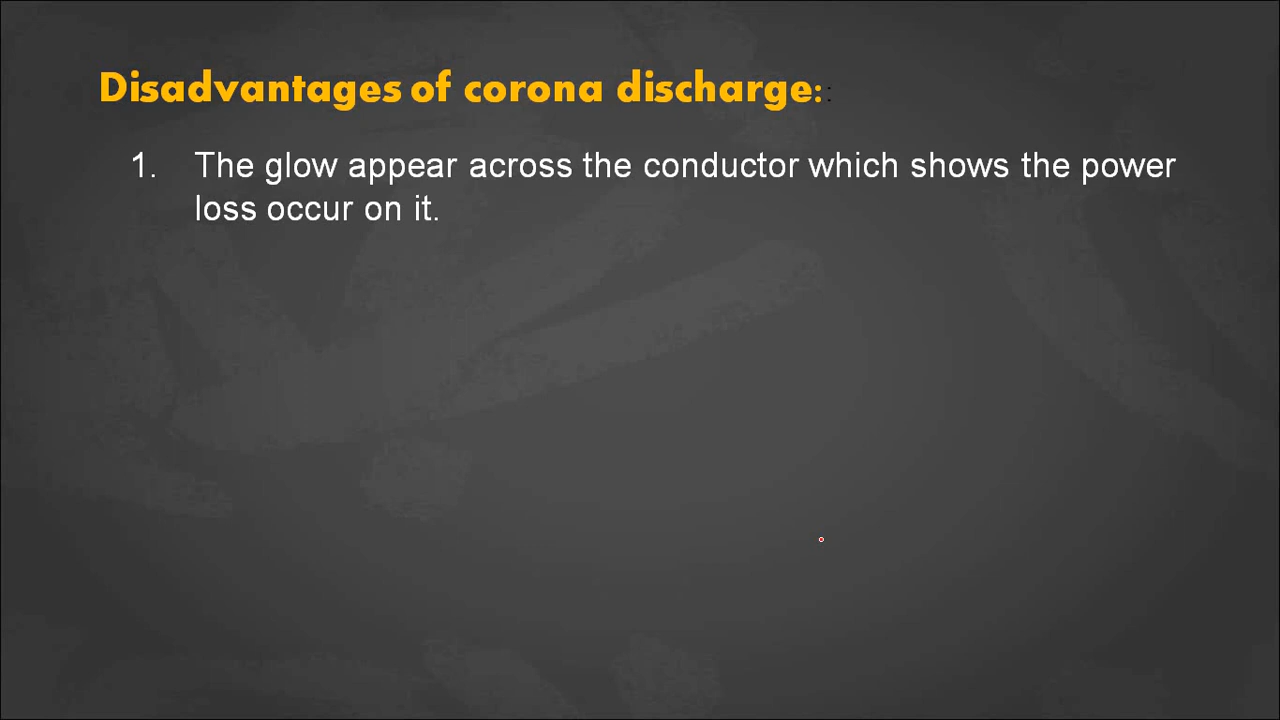 Disadvantages of corona discharge::
1. The glow appear across the conductor which shows the power
loss occur on it.